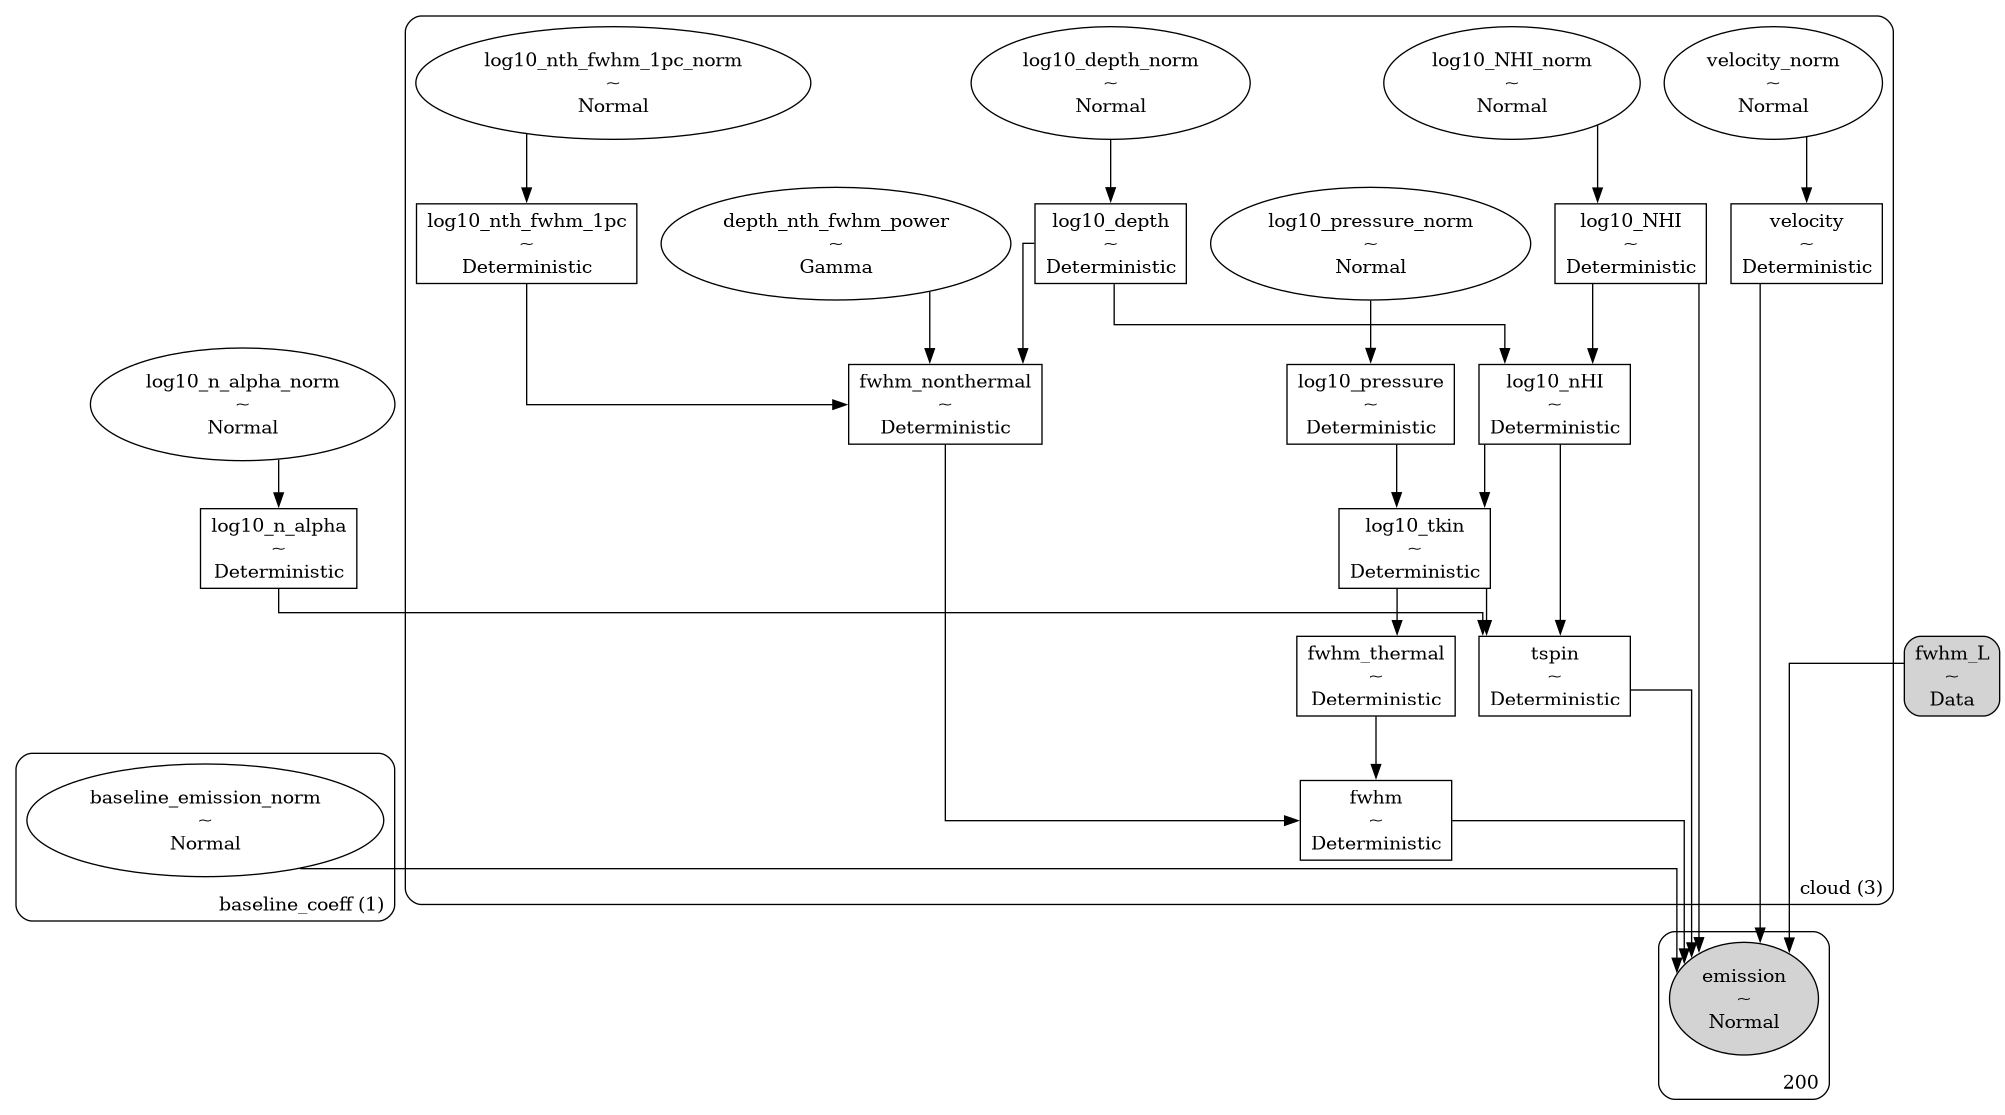 log10_nth_fwhm_1pc_norm
~
Normal
log10_depth_norm
~
Normal
log10_NHI_norm
~
Normal
velocity_norm
~
Normal
log10_nth_fwhm_1pc
~
Deterministic
depth_nth_fwhm_power
~
Gamma
log10_depth
~
Deterministic
log10_pressure_norm
~
Normal
log10_NHI
~
Deterministic
velocity
~
Deterministic
log10_n_alpha_norm
~
Normal
fwhm_nonthermal
~
Deterministic
log10_pressure
~
Deterministic
log10_nHI
~
Deterministic
log10_n_alpha
~
Deterministic
log10_tkin
~
Deterministic
fwhm_thermal
~
Deterministic
tspin
~
Deterministic
fwhm_L
~
Data
baseline_emission_norm
~
Normal
fwhm
~
Deterministic
cloud (3)
baseline_coeff (1)
emission
~
Normal
200